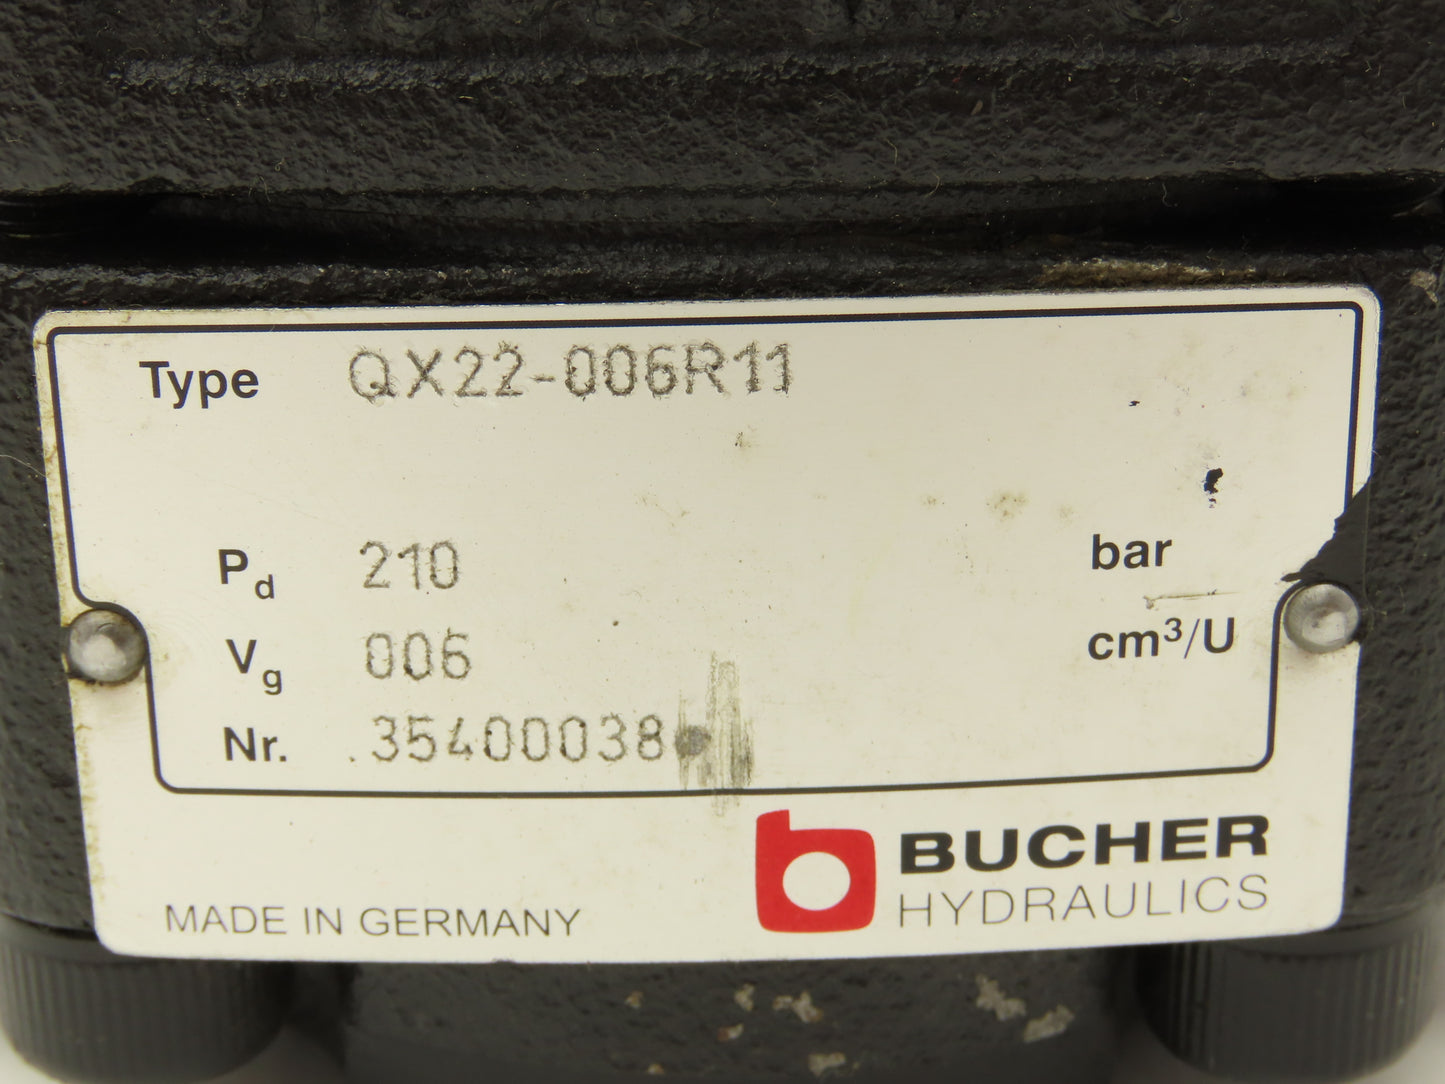 Type QX22-006R11
Pd 210 bar
Vg 006 cm³/U
Nr. .35400038
BUCHER
HYDRAULICS
MADE IN GERMANY